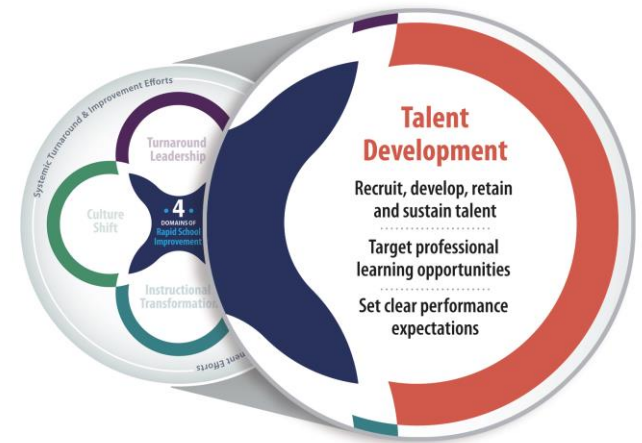 Systemic Turnaround & Improvement Efforts
Turnaround
Leadership
Culture
Shift
• 4 •
DOMAINS OF
Rapid School
Improvement
Instructional
Transformation
Efforts
Talent
Development
Recruit, develop, retain
and sustain talent
Target professional
learning opportunities
Set clear performance
expectations